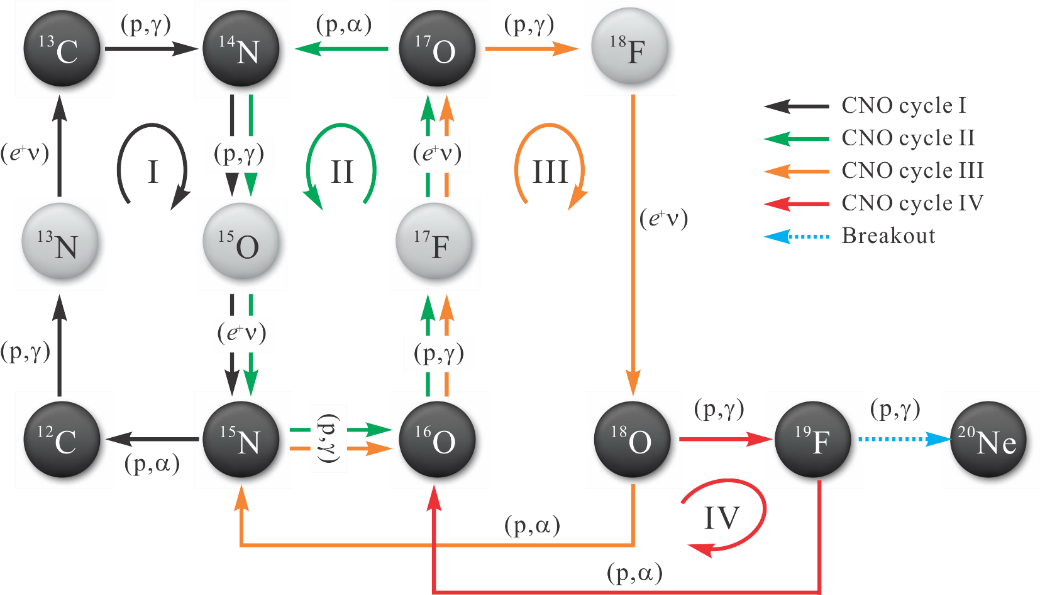 (p,γ) (p,α) (p,γ)
¹³C ¹⁴N ¹⁷O ¹⁸F
CNO cycle I
CNO cycle II
CNO cycle III
CNO cycle IV
Breakout
(e⁺ν) (p,γ) (e⁺ν)
I II III
(e⁺ν)
¹³N ¹⁵O ¹⁷F
(p,γ) (e⁺ν) (p,γ)
(p,γ) (p,γ)
¹²C ¹⁵N (p,γ) ¹⁶O ¹⁸O ¹⁹F ²⁰Ne
(p,α)
IV
(p,α)
(p,α)